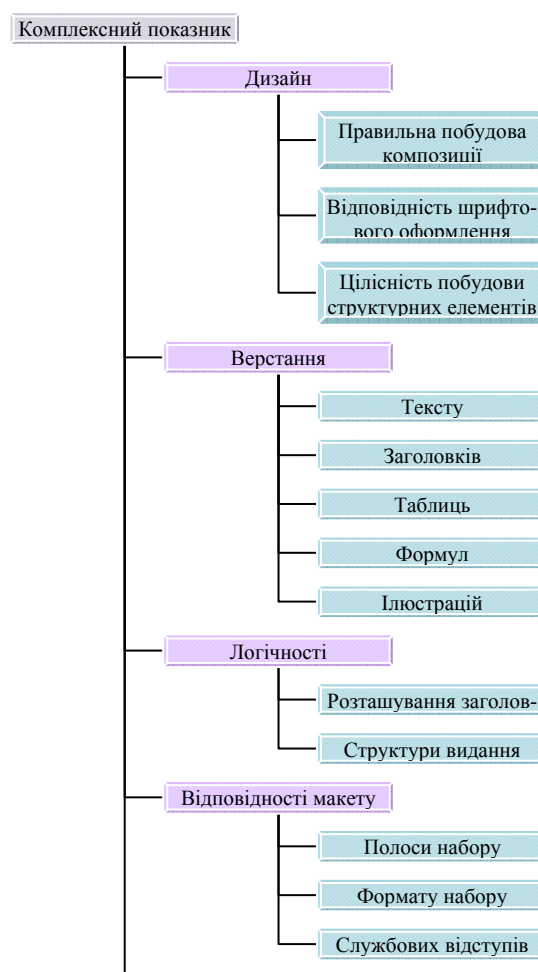 Комплексний показник
Дизайн
Правильна побудова
композиції
Відповідність шрифто-
вого оформлення
Цілісність побудови
структурних елементів
Верстання
Тексту
Заголовків
Таблиць
Формул
Ілюстрацій
Логічності
Розташування заголов-
Структури видання
Відповідності макету
Полоси набору
Формату набору
Службових відступів